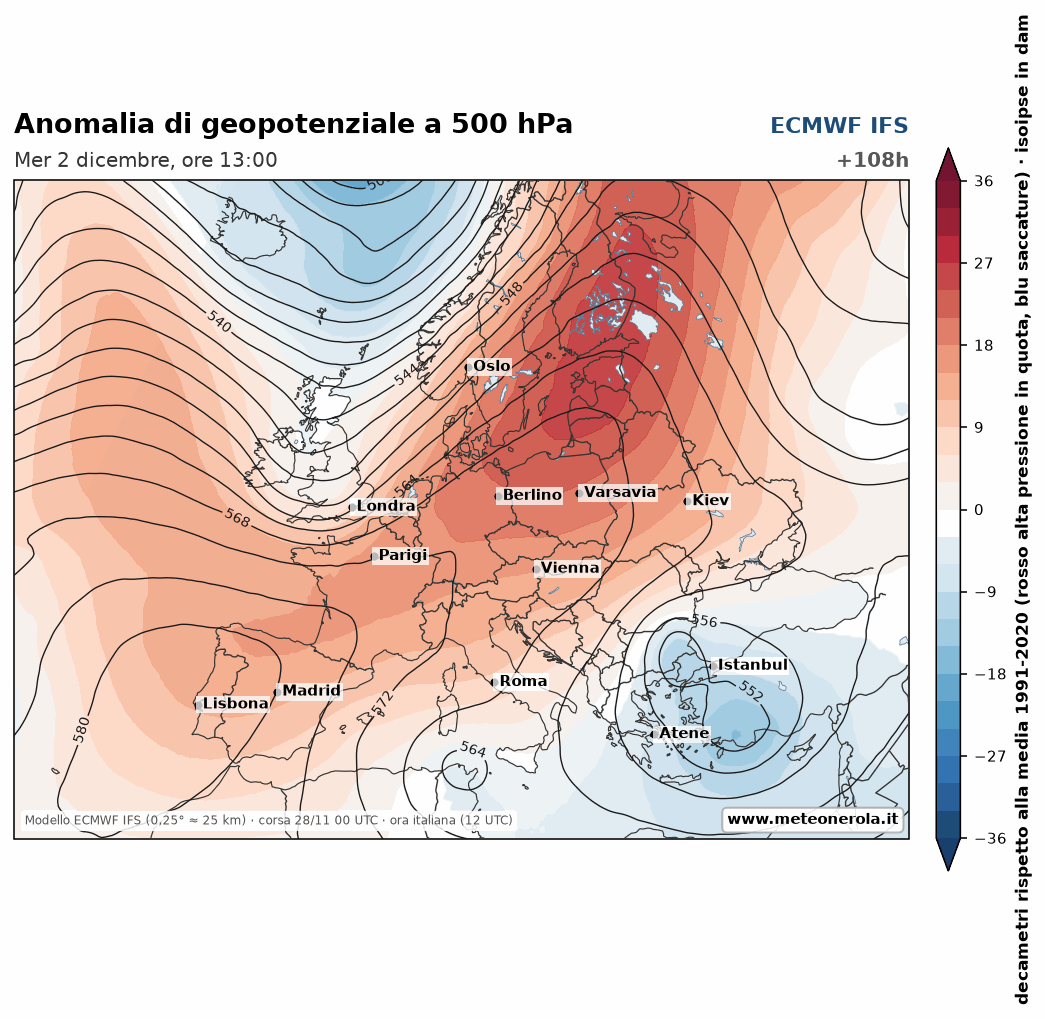 Anomalia di geopotenziale a 500 hPa
ECMWF IFS
Mer 2 dicembre, ore 13:00
+108h
540
548
544
Oslo
564
568
Londra
Berlino
Varsavia
Kiev
Parigi
Vienna
556
580
Lisbona
Madrid
572
Roma
Istanbul
552
Atene
564
Modello ECMWF IFS (0,25° ≈ 25 km) · corsa 28/11 00 UTC · ora italiana (12 UTC)
www.meteonerola.it
36
27
18
9
0
−9
−18
−27
−36
decametri rispetto alla media 1991-2020 (rosso alta pressione in quota, blu saccature) · isoipse in dam